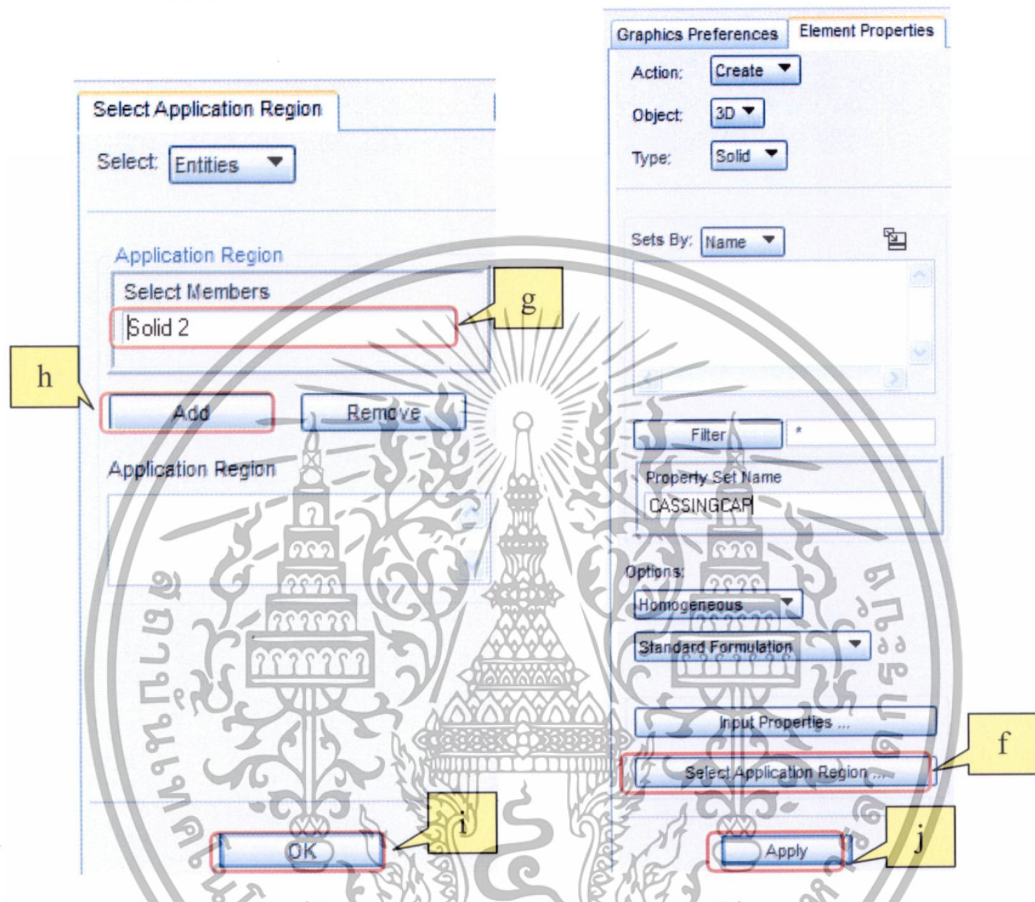 Select Application Region
Select: Entities
Application Region
Select Members
Solid 2
g
h
Add
Remove
Application Region
OK
i
Graphics Preferences
Element Properties
Action: Create
Object: 3D
Type: Solid
Sets By: Name
Filter
*
Property Set Name
CASSINGCAP
Options:
Homogeneous
Standard Formulation
Input Properties ...
Select Application Region ...
f
Apply
j